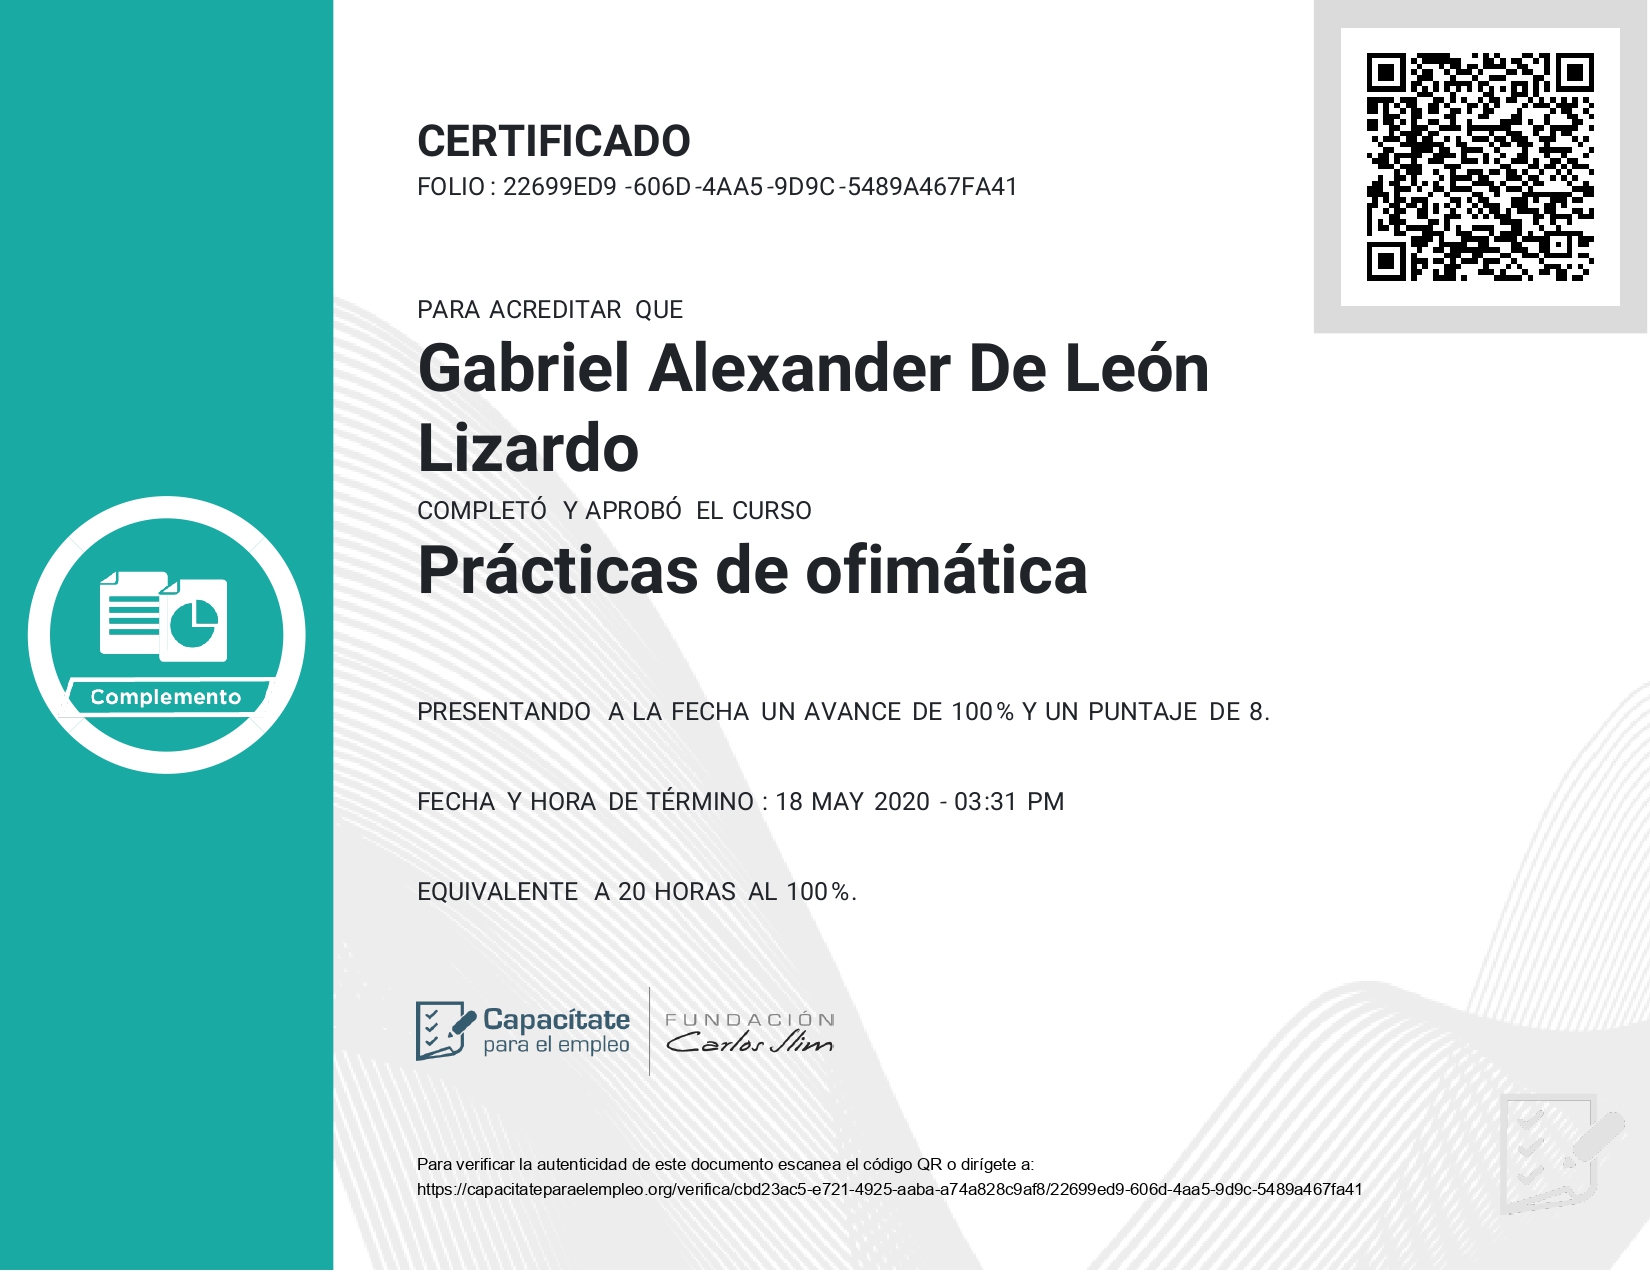 CERTIFICADO
FOLIO : 22699ED9 -606D -4AA5 -9D9C -5489A467FA41
PARA ACREDITAR QUE
Gabriel Alexander De León
Lizardo
COMPLETÓ Y APROBÓ EL CURSO
Prácticas de ofimática
Complemento
PRESENTANDO A LA FECHA UN AVANCE DE 100% Y UN PUNTAJE DE 8.
FECHA Y HORA DE TÉRMINO : 18 MAY 2020 - 03:31 PM
EQUIVALENTE A 20 HORAS AL 100%.
Capacítate
para el empleo
FUNDACIÓN
Carlos Slim
Para verificar la autenticidad de este documento escanea el código QR o dirígete a:
https://capacitateparaelempleo.org/verifica/cbd23ac5-e721-4925-aaba-a74a828c9af8/22699ed9-606d-4aa5-9d9c-5489a467fa41